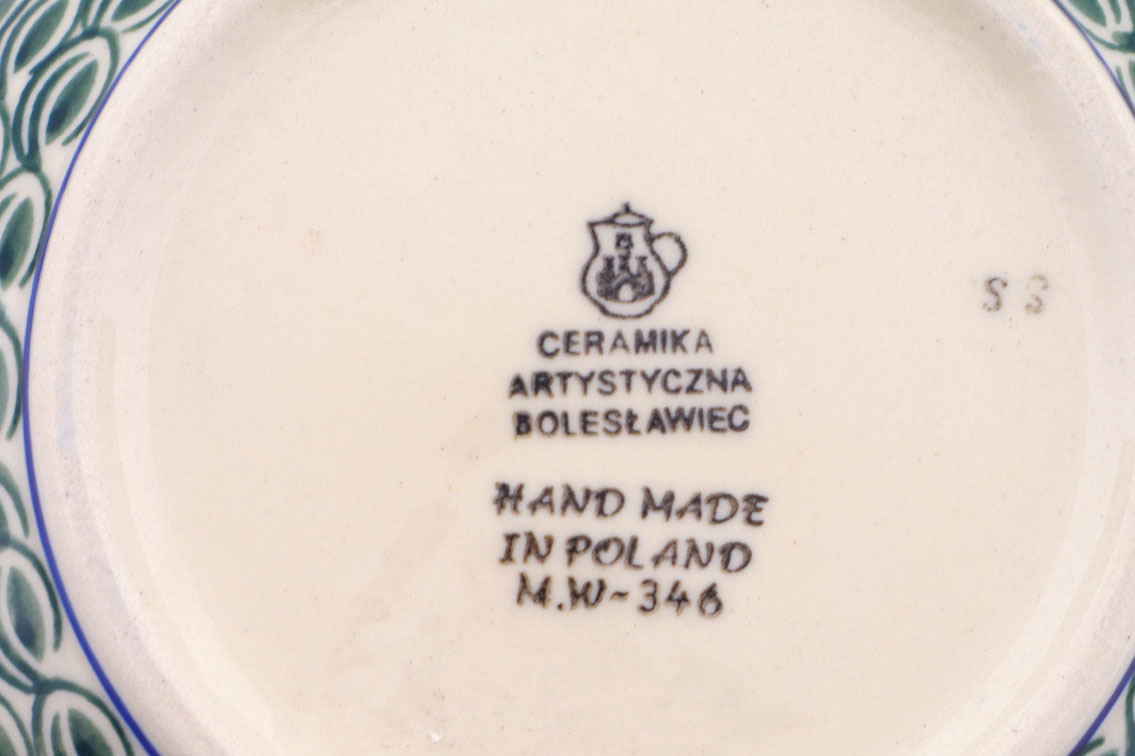 CERAMIKA
ARTYSTYCZNA
BOLESŁAWIEC
HAND MADE
IN POLAND
M.W~346
S S